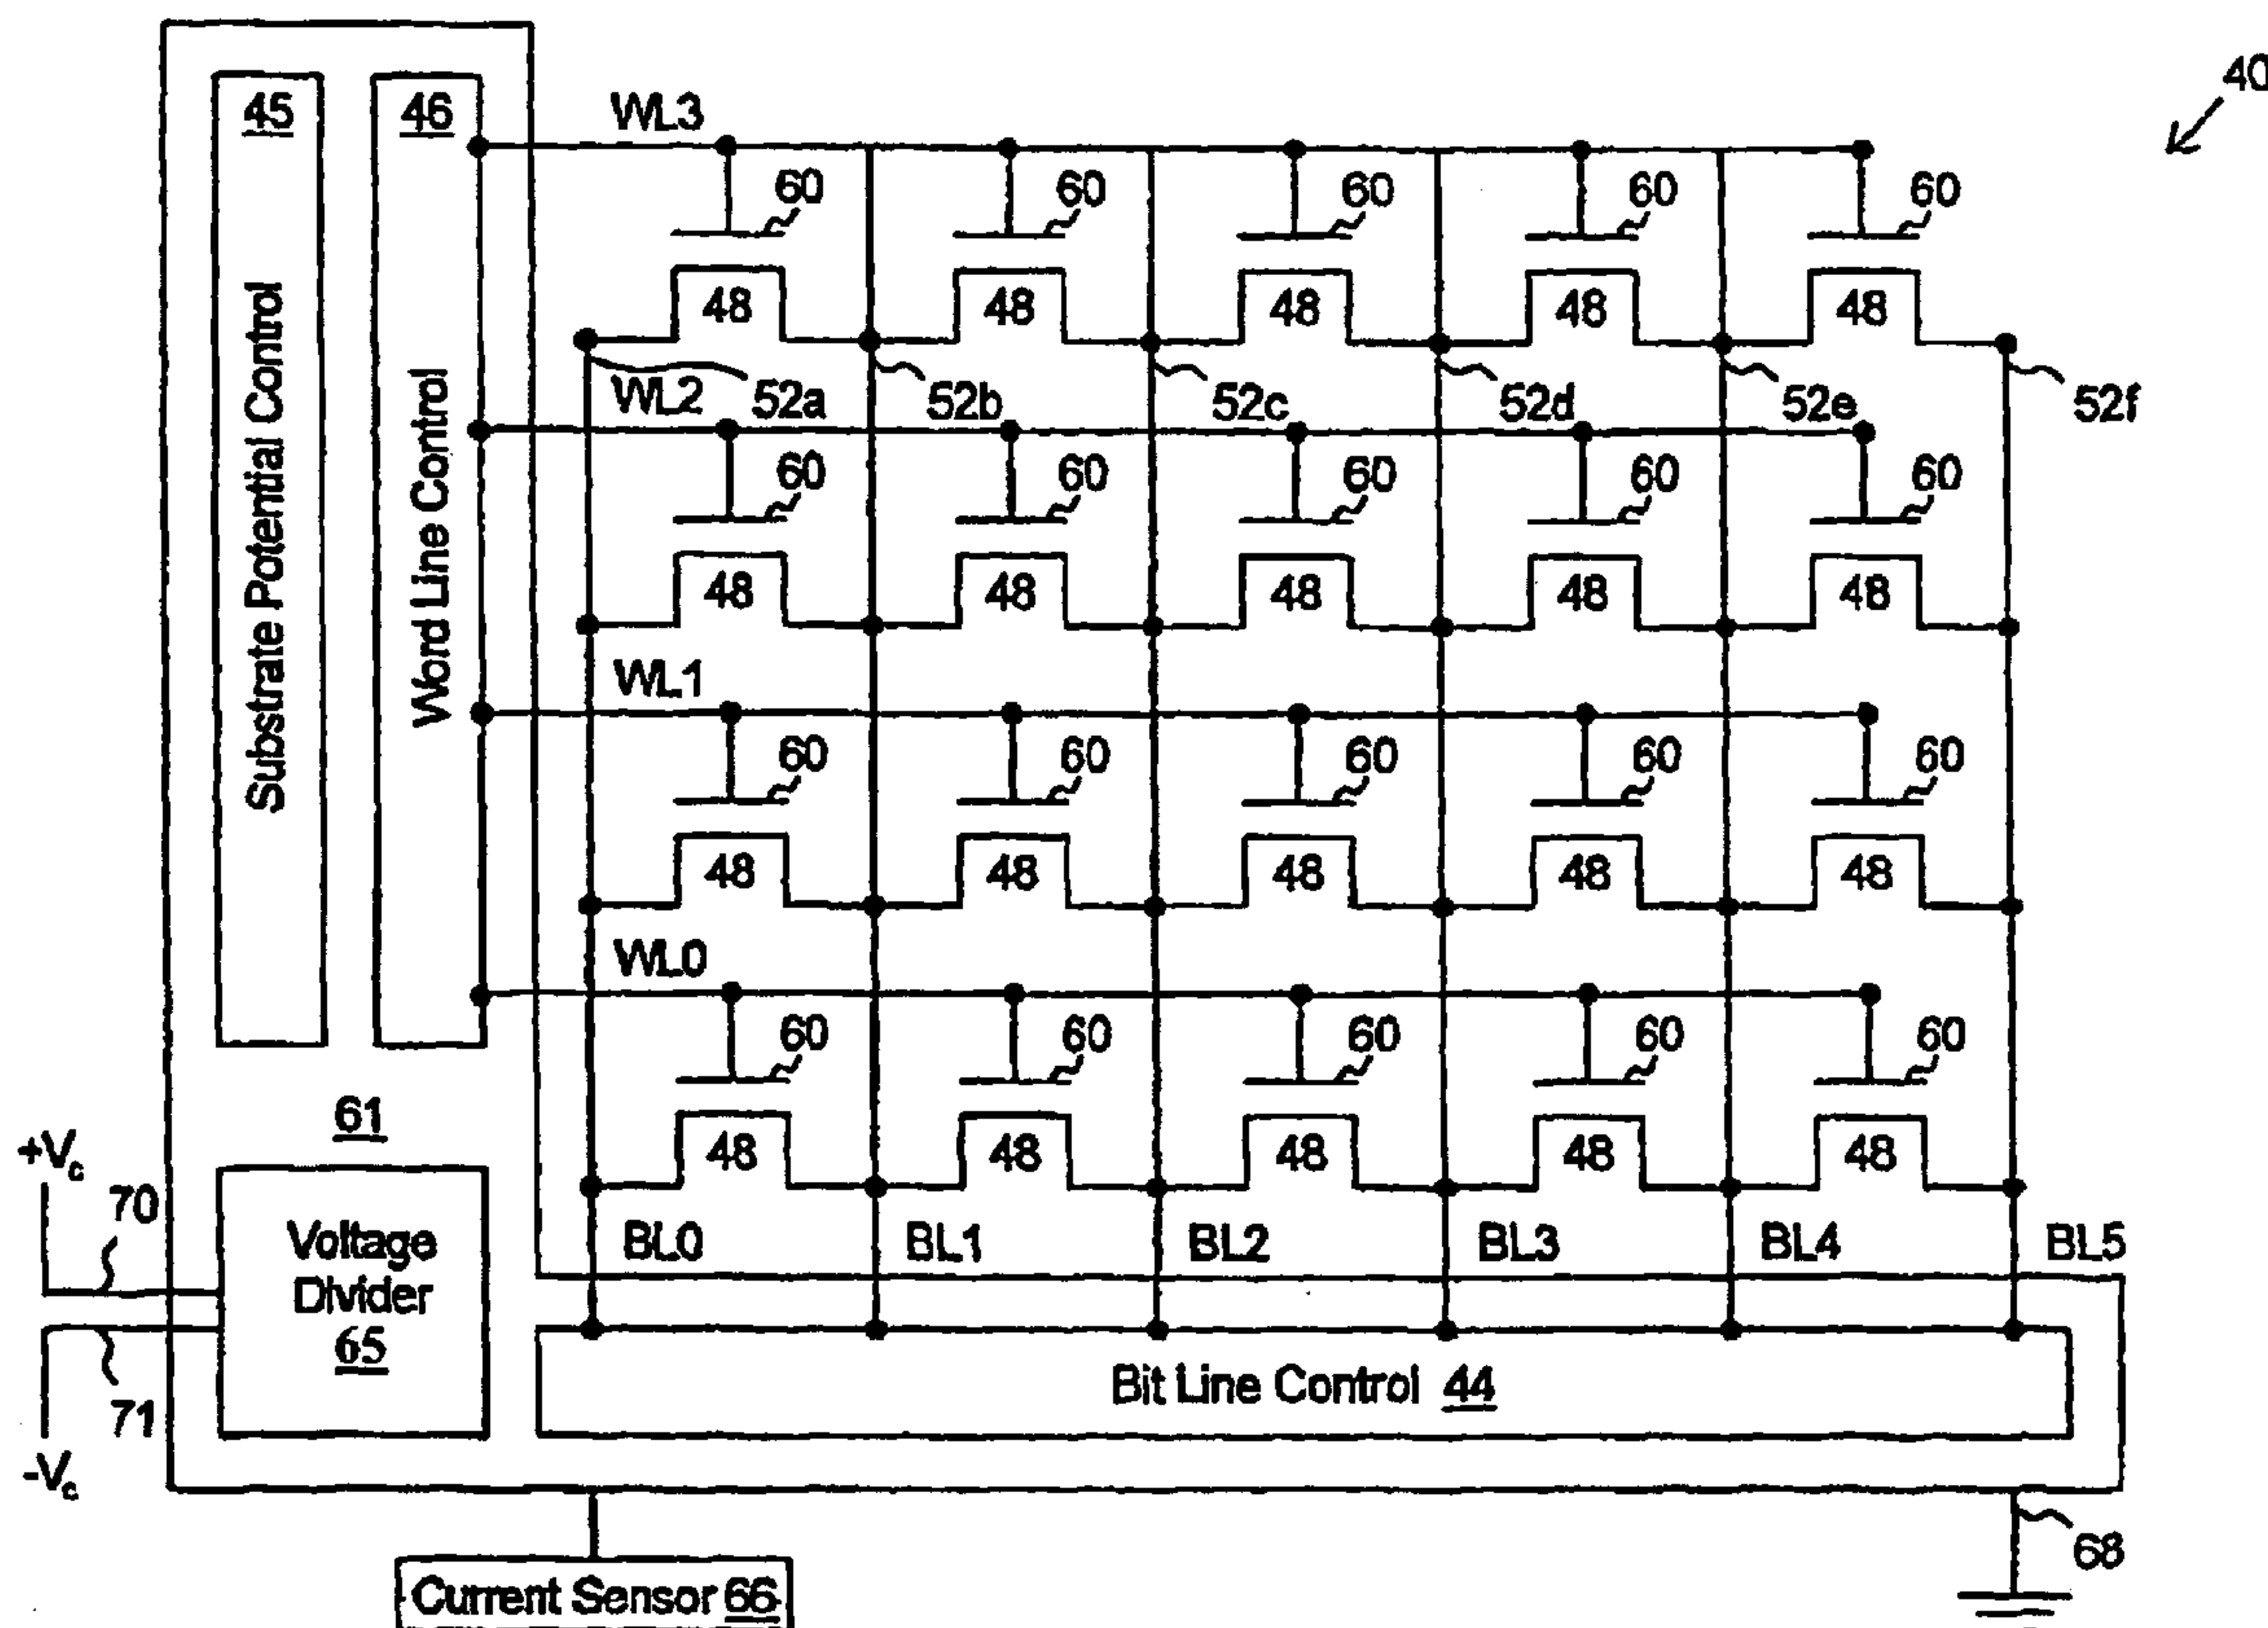 40
45
46
WL3
60 60 60 60 60
48 48 48 48 48
Substrate Potential Control
Word Line Control
WL2 52a 52b 52c 52d 52e 52f
60 60 60 60 60
48 48 48 48 48
WL1
60 60 60 60 60
48 48 48 48 48
WL0
60 60 60 60 60
48 48 48 48 48
61
+Vc
70
Voltage
Divider
65
71
-Vc
BL0 BL1 BL2 BL3 BL4 BL5
Bit Line Control 44
Current Sensor 66
68